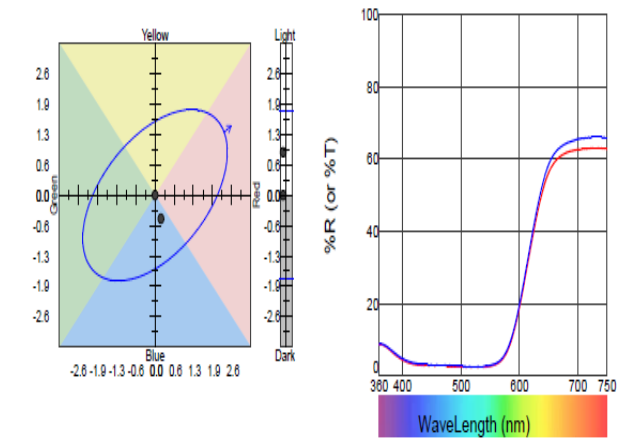 Yellow
Light
2.6
1.9
1.3
0.6
0.0
-0.6
-1.3
-1.9
-2.6
Green
Red
2.6
1.9
1.3
0.6
0.0
-0.6
-1.3
-1.9
-2.6
Blue
Dark
-2.6 -1.9 -1.3 -0.6 0.0 0.6 1.3 1.9 2.6
%R (or %T)
100
80
60
40
20
0
360 400 500 600 700 750
WaveLength (nm)